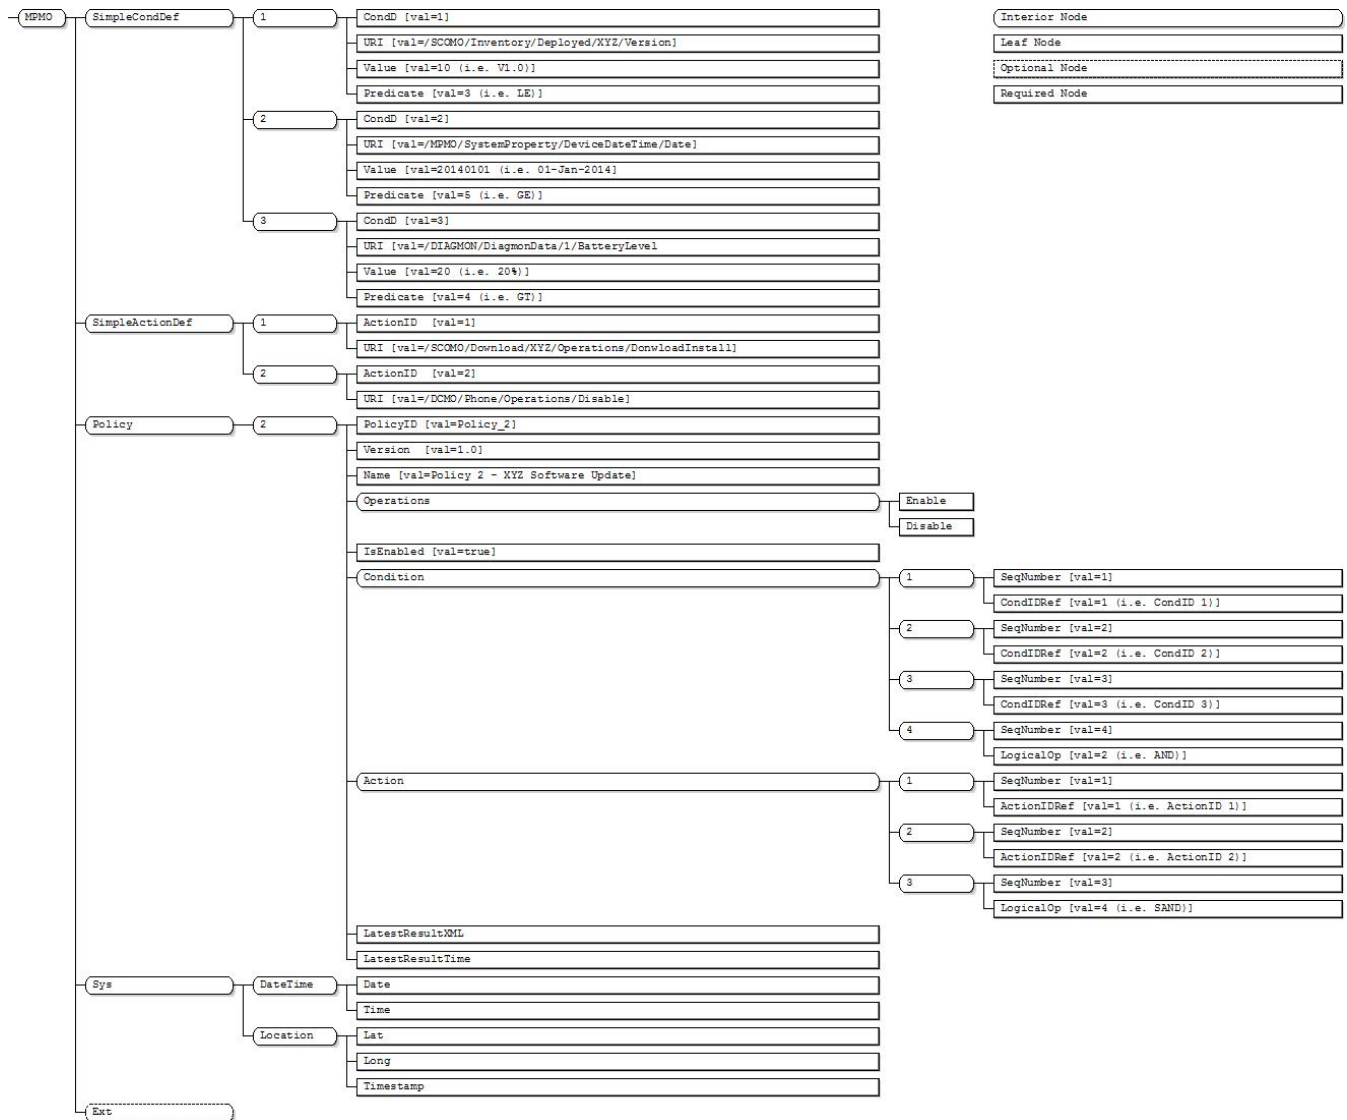 MPMO SimpleCondDef 1 CondD [val=1] Interior Node
URI [val=/SCOMO/Inventory/Deployed/XYZ/Version] Leaf Node
Value [val=10 (i.e. V1.0)] Optional Node
Predicate [val=3 (i.e. LE)] Required Node
2 CondD [val=2]
URI [val=/MPMO/SystemProperty/DeviceDateTime/Date]
Value [val=20140101 (i.e. 01-Jan-2014]
Predicate [val=5 (i.e. GE)]
3 CondD [val=3]
URI [val=/DIAGMON/DiagmonData/1/BatteryLevel
Value [val=20 (i.e. 20%)]
Predicate [val=4 (i.e. GT)]
SimpleActionDef 1 ActionID [val=1]
URI [val=/SCOMO/Download/XYZ/Operations/DonwloadInstall]
2 ActionID [val=2]
URI [val=/DCMO/Phone/Operations/Disable]
Policy 2 PolicyID [val=Policy_2]
Version [val=1.0]
Name [val=Policy 2 - XYZ Software Update]
Operations Enable
Disable
IsEnabled [val=true]
Condition 1 SeqNumber [val=1]
CondIDRef [val=1 (i.e. CondID 1)]
2 SeqNumber [val=2]
CondIDRef [val=2 (i.e. CondID 2)]
3 SeqNumber [val=3]
CondIDRef [val=3 (i.e. CondID 3)]
4 SeqNumber [val=4]
LogicalOp [val=2 (i.e. AND)]
Action 1 SeqNumber [val=1]
ActionIDRef [val=1 (i.e. ActionID 1)]
2 SeqNumber [val=2]
ActionIDRef [val=2 (i.e. ActionID 2)]
3 SeqNumber [val=3]
LogicalOp [val=4 (i.e. SAND)]
LatestResultXML
LatestResultTime
Sys DateTime Date
Time
Location Lat
Long
Timestamp
Ext